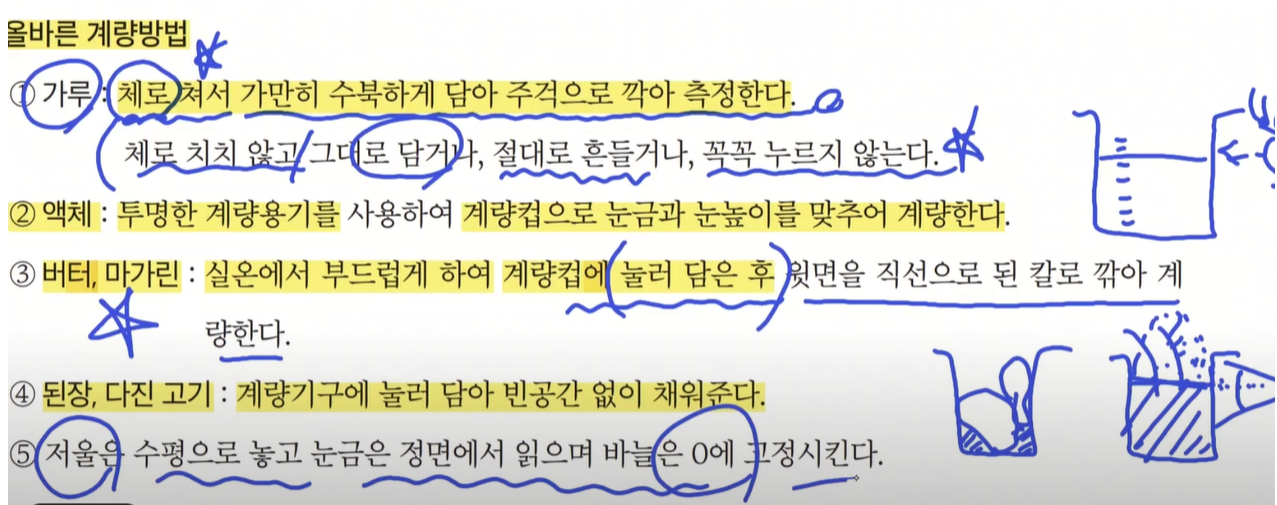 올바른 계량방법
① 가루 : 체로 쳐서 가만히 수북하게 담아 주걱으로 깍아 측정한다.
체로 치치 않고 그대로 담거나, 절대로 흔들거나, 꼭꼭 누르지 않는다.
② 액체 : 투명한 계량용기를 사용하여 계량컵으로 눈금과 눈높이를 맞추어 계량한다.
③ 버터, 마가린 : 실온에서 부드럽게 하여 계량컵에 눌러 담은 후 윗면을 직선으로 된 칼로 깎아 계
량한다.
④ 된장, 다진 고기 : 계량기구에 눌러 담아 빈공간 없이 채워준다.
⑤ 저울은 수평으로 놓고 눈금은 정면에서 읽으며 바늘은 0에 고정시킨다.